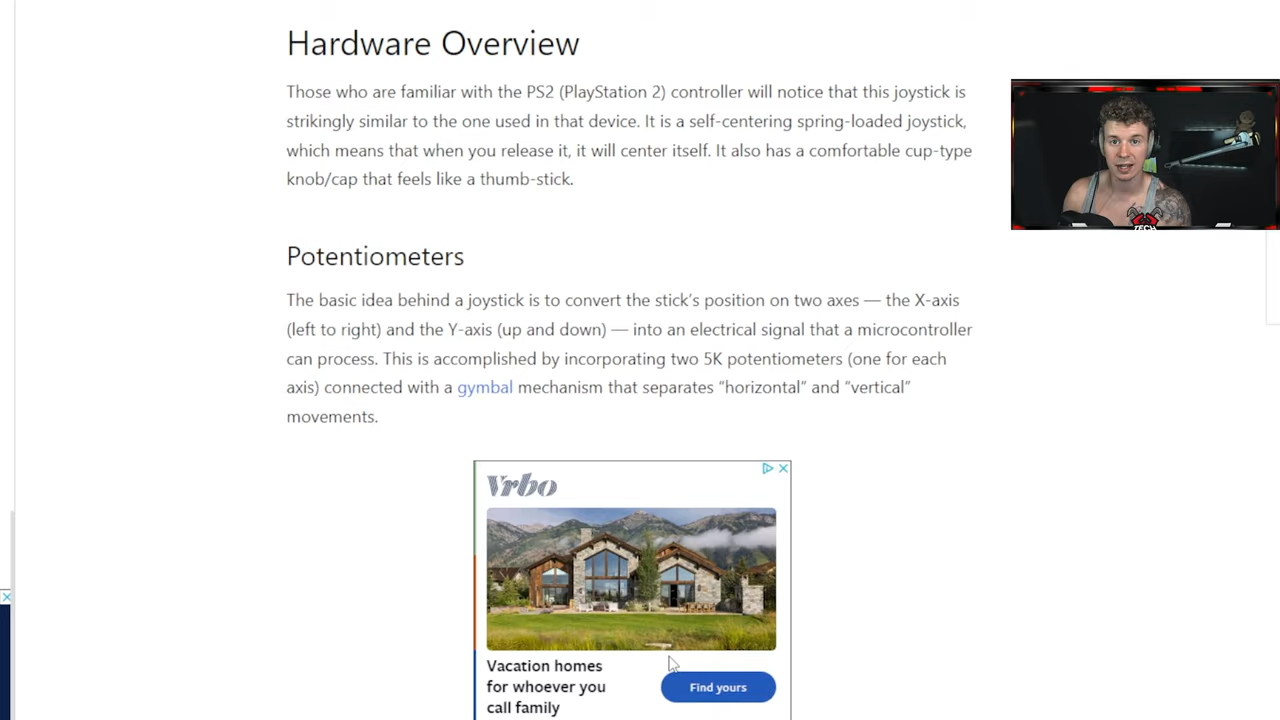 Hardware Overview
Those who are familiar with the PS2 (PlayStation 2) controller will notice that this joystick is
strikingly similar to the one used in that device. It is a self-centering spring-loaded joystick,
which means that when you release it, it will center itself. It also has a comfortable cup-type
knob/cap that feels like a thumb-stick.
Potentiometers
The basic idea behind a joystick is to convert the stick’s position on two axes — the X-axis
(left to right) and the Y-axis (up and down) — into an electrical signal that a microcontroller
can process. This is accomplished by incorporating two 5K potentiometers (one for each
axis) connected with a gymbal mechanism that separates “horizontal” and “vertical”
movements.
Vrbo
Vacation homes
for whoever you
call family
Find yours
TECH